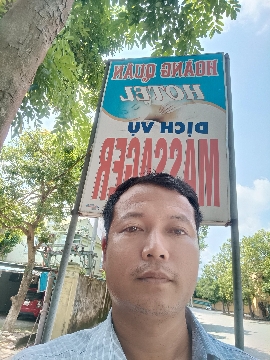 HOÀNG QUÂN
HOTEL
DỊCH VỤ
MASSAGER